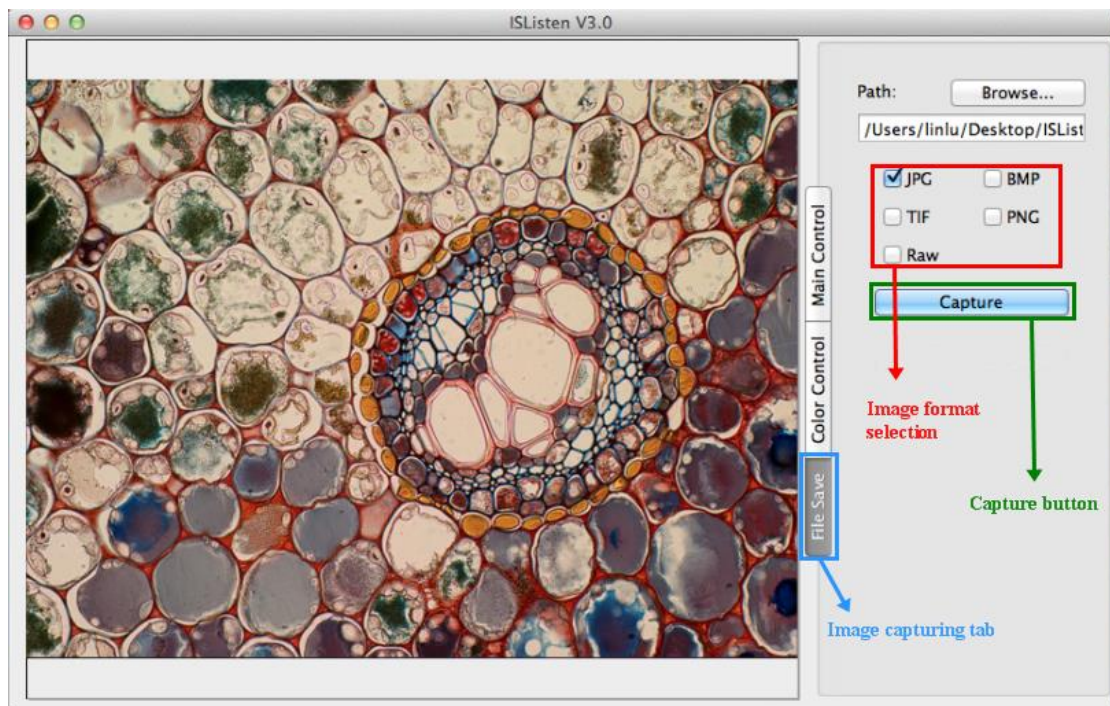 ISListen V3.0
Path:
Browse...
/Users/linlu/Desktop/ISList
JPG
BMP
TIF
PNG
Raw
Capture
Main Control
Color Control
File Save
Image format
selection
Capture button
Image capturing tab